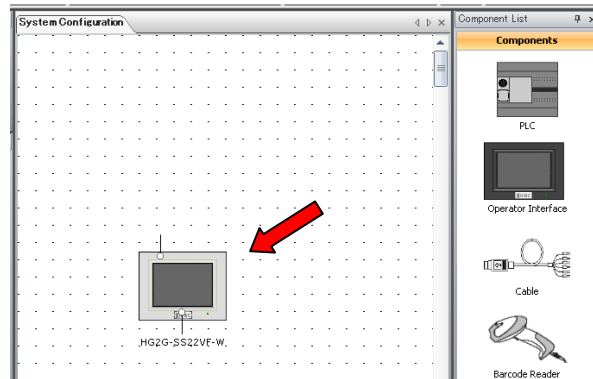 System Configuration
Component List
Components
PLC
Operator Interface
Cable
Barcode Reader
HG2G-SS22VF-W